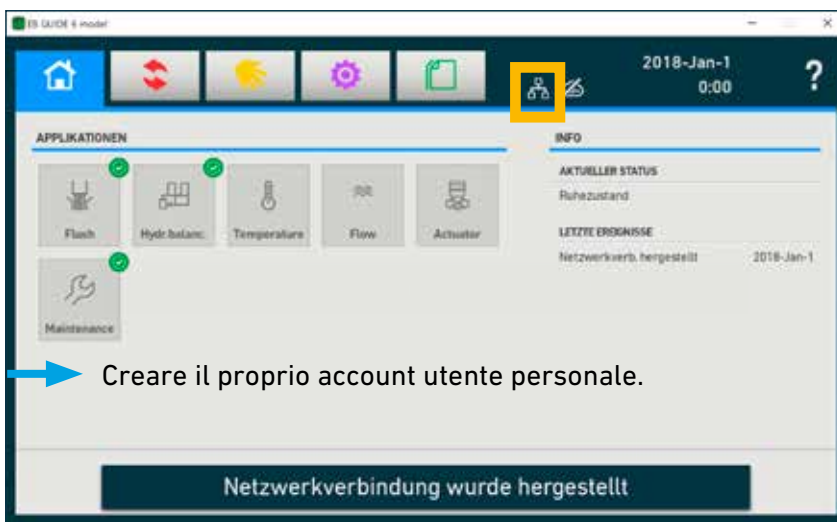 ES GUIDE 6 model
2018-Jan-1
0:00
?
APPLIKATIONEN
INFO
AKTUELLER STATUS
Ruhezustand
Flush
Hydr.balanc.
Temperature
Flow
Actuator
LETZTE EREIGNISSE
Netzwerkverb. hergestellt 2018-Jan-1
Maintenance
Creare il proprio account utente personale.
Netzwerkverbindung wurde hergestellt